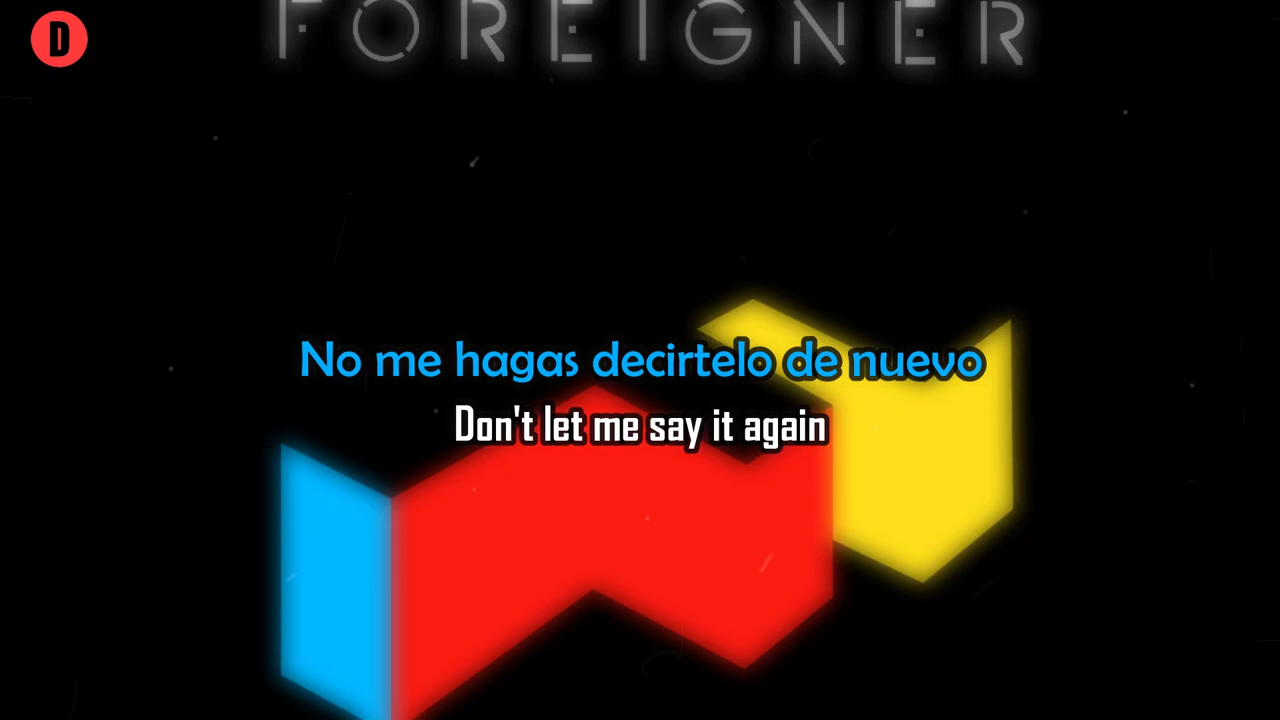 D
FOREIGNER
No me hagas decirtelo de nuevo
Don't let me say it again